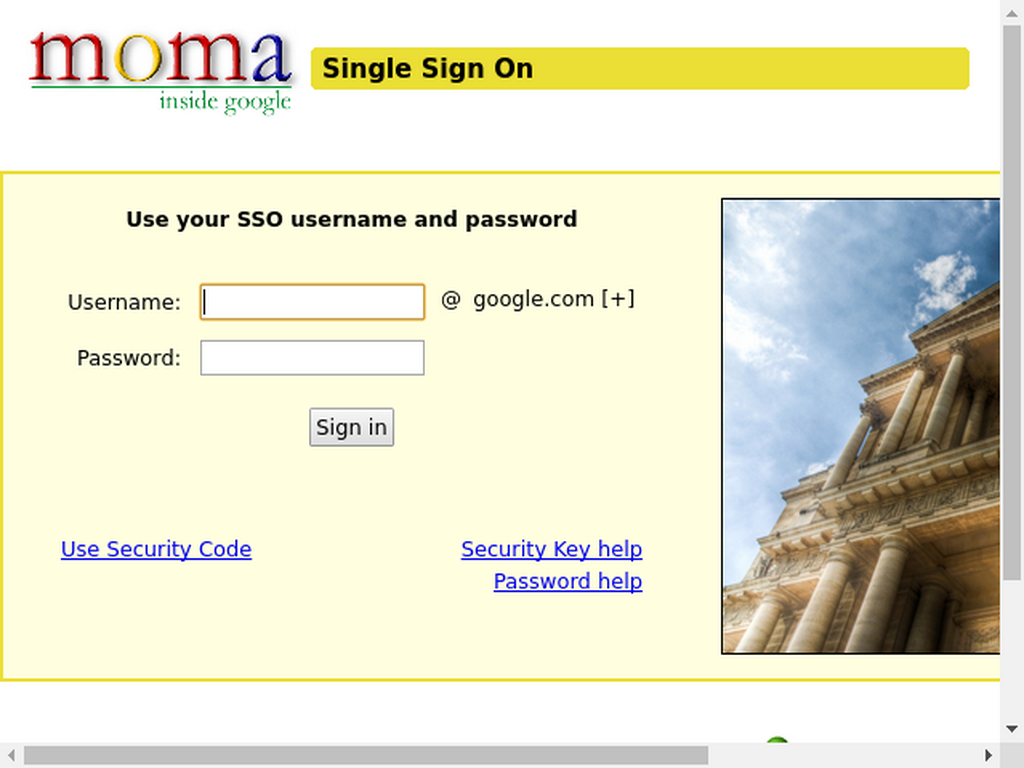 moma
inside google
Single Sign On
Use your SSO username and password
Username:
@ google.com [+]
Password:
Sign in
Use Security Code
Security Key help
Password help